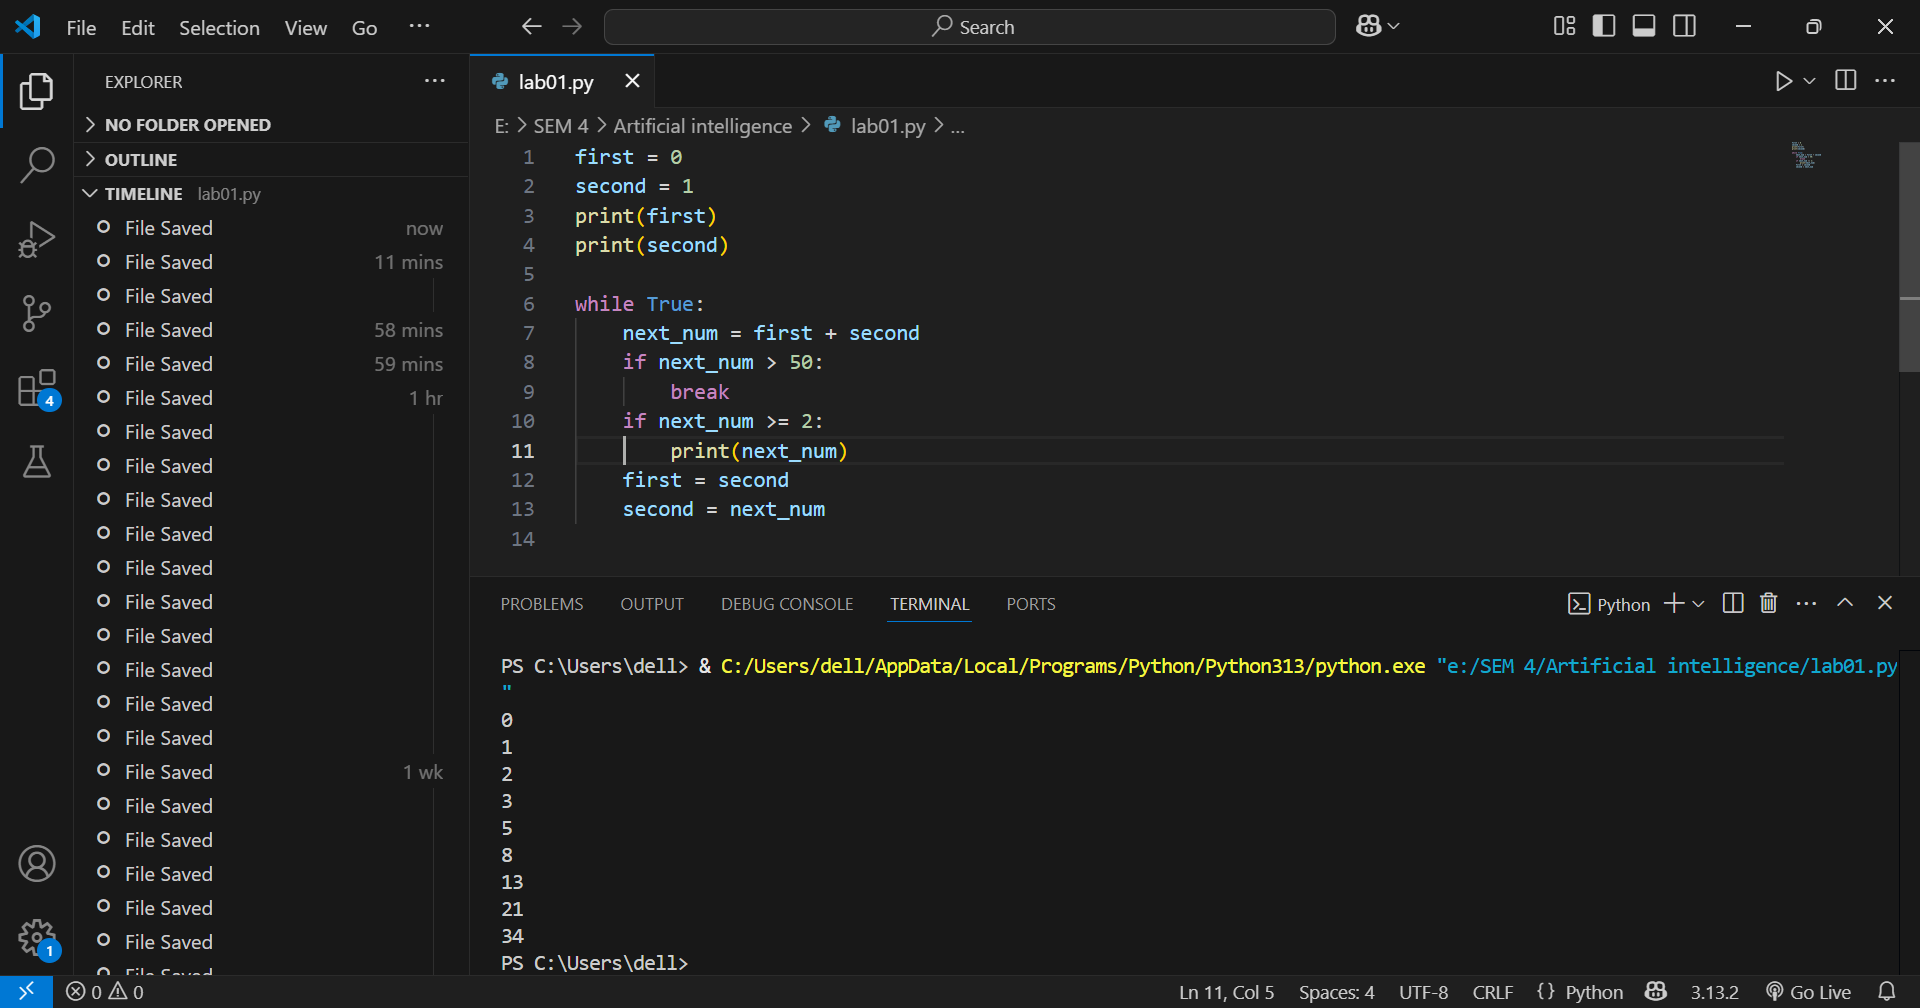 File Edit Selection View Go ··· Search
EXPLORER ···
NO FOLDER OPENED
OUTLINE
TIMELINE lab01.py
File Saved now
File Saved 11 mins
File Saved
File Saved 58 mins
File Saved 59 mins
File Saved 1 hr
File Saved
File Saved
File Saved
File Saved
File Saved
File Saved
File Saved
File Saved
File Saved
File Saved
File Saved 1 wk
File Saved
File Saved
File Saved
File Saved
File Saved
File Saved
4
1
lab01.py
E: > SEM 4 > Artificial intelligence > lab01.py > ...
1 first = 0
2 second = 1
3 print(first)
4 print(second)
5
6 while True:
7 next_num = first + second
8 if next_num > 50:
9 break
10 if next_num >= 2:
11 print(next_num)
12 first = second
13 second = next_num
14
PROBLEMS OUTPUT DEBUG CONSOLE TERMINAL PORTS Python ···
PS C:\Users\dell> & C:/Users/dell/AppData/Local/Programs/Python/Python313/python.exe "e:/SEM 4/Artificial intelligence/lab01.py
"
0
1
2
3
5
8
13
21
34
PS C:\Users\dell>
0 0 Ln 11, Col 5 Spaces: 4 UTF-8 CRLF {} Python 3.13.2 Go Live